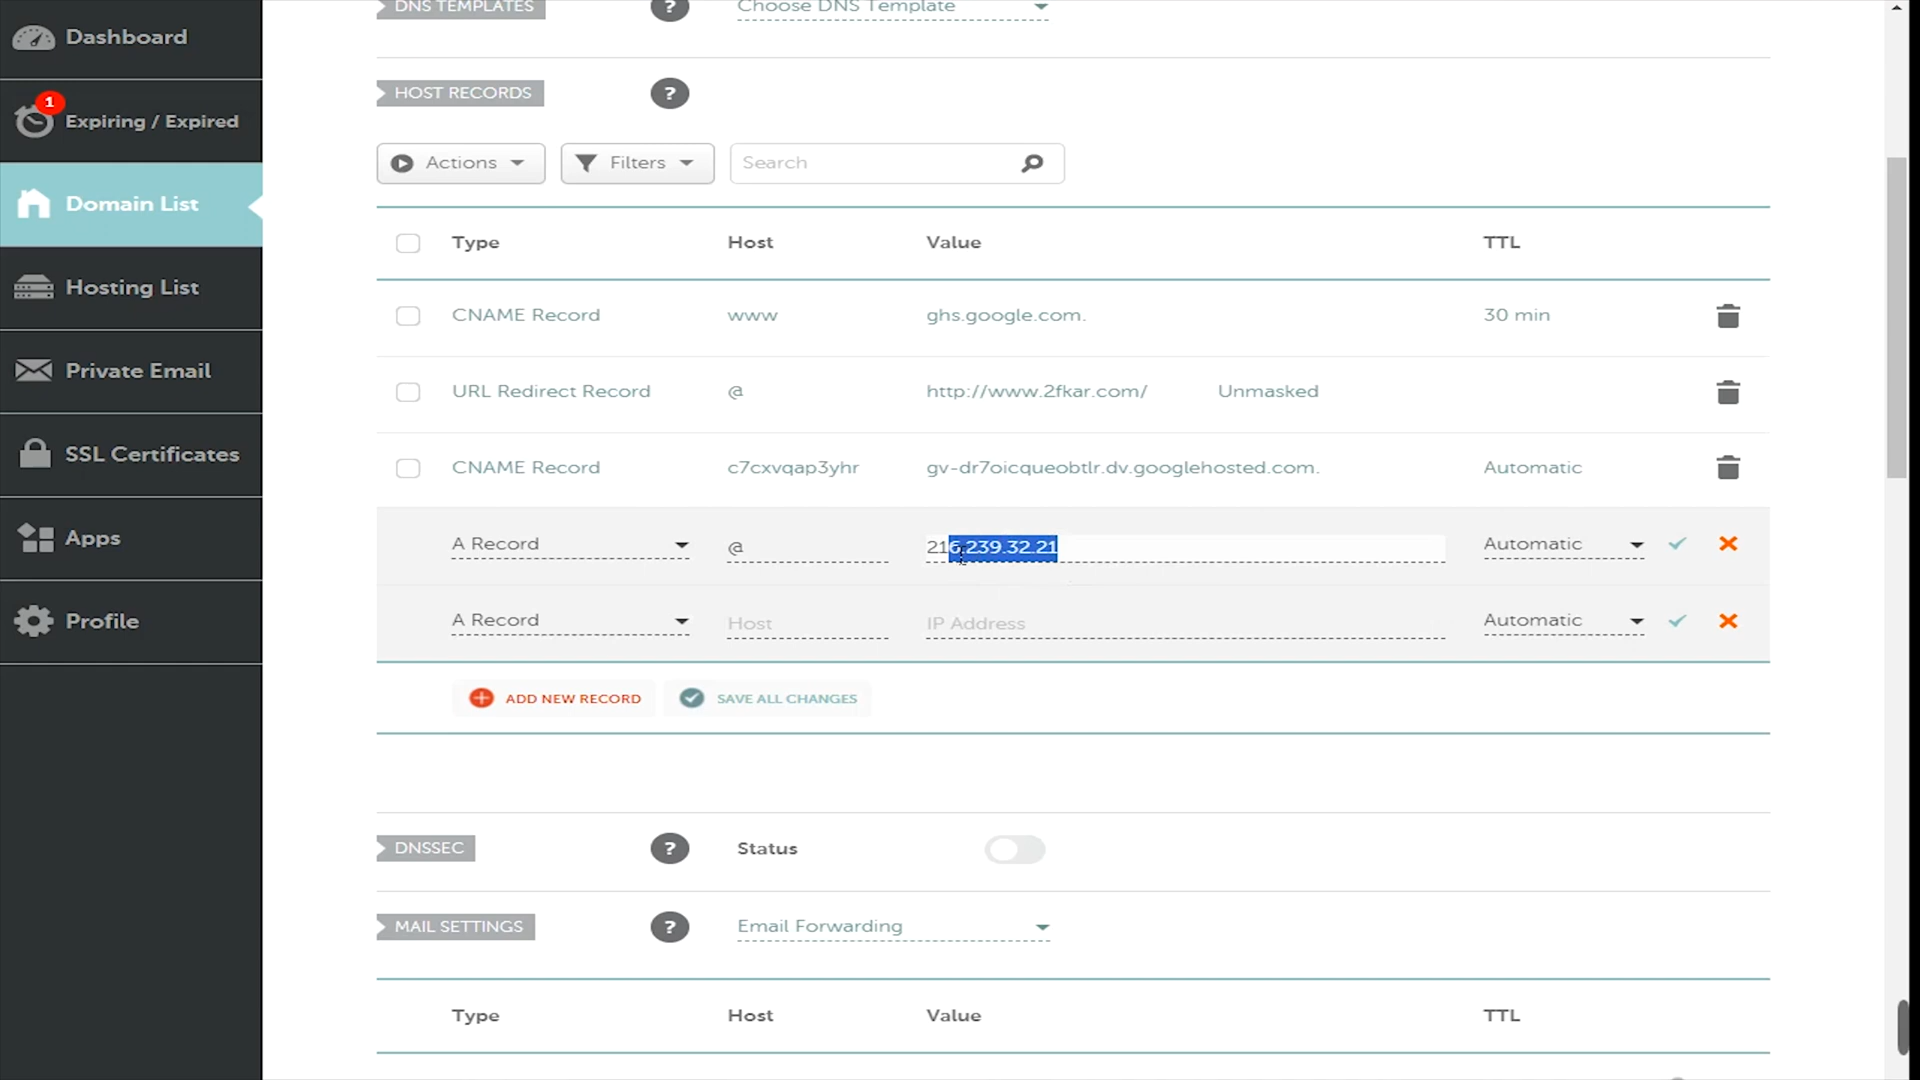 DNS TEMPLATES ? Choose DNS Template
HOST RECORDS ?
Actions Filters Search
Type Host Value TTL
CNAME Record www ghs.google.com. 30 min
URL Redirect Record @ http://www.2fkar.com/ Unmasked
CNAME Record c7cxvqap3yhr gv-dr7oicqueobtlr.dv.googlehosted.com. Automatic
A Record @ 216.239.32.21 Automatic
A Record Host IP Address Automatic
ADD NEW RECORD SAVE ALL CHANGES
DNSSEC ? Status
MAIL SETTINGS ? Email Forwarding
Type Host Value TTL
Dashboard
1
Expiring / Expired
Domain List
Hosting List
Private Email
SSL Certificates
Apps
Profile